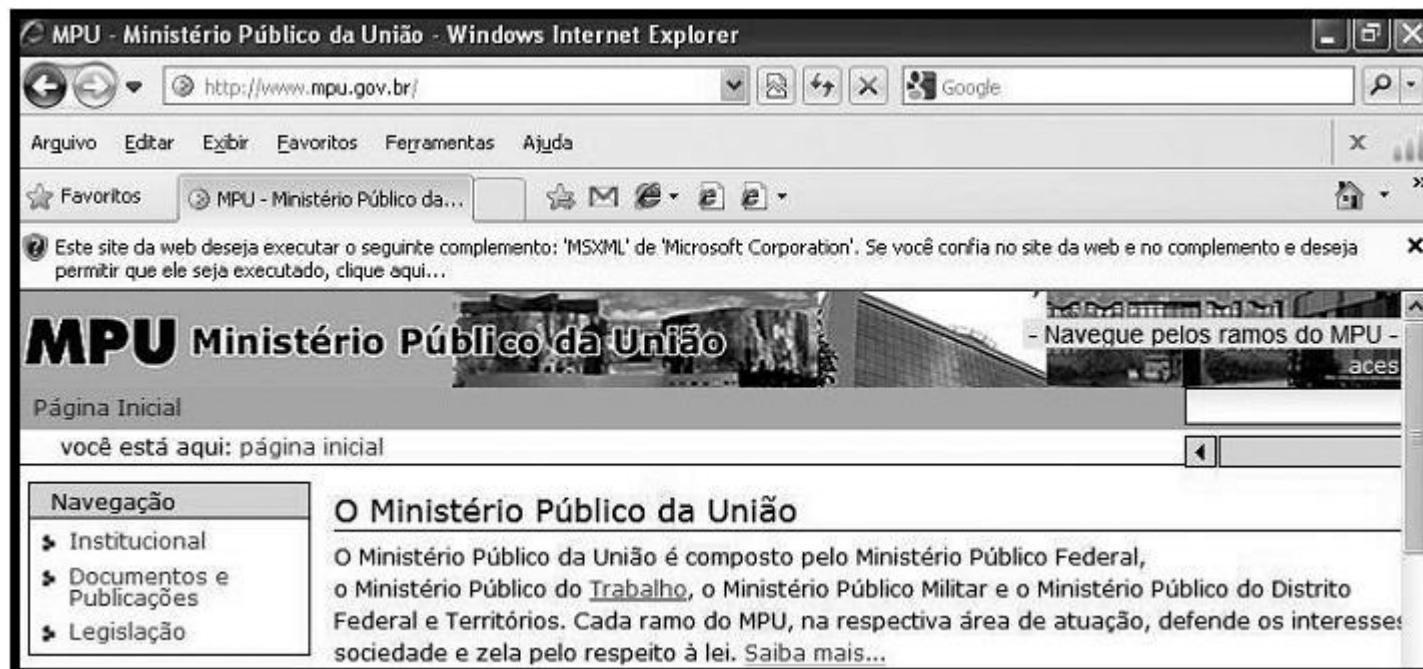 MPU - Ministério Público da União - Windows Internet Explorer
http://www.mpu.gov.br/ Google
Arquivo Editar Exibir Favoritos Ferramentas Ajuda
Favoritos MPU - Ministério Público da...
Este site da web deseja executar o seguinte complemento: 'MSXML' de 'Microsoft Corporation'. Se você confia no site da web e no complemento e deseja
permitir que ele seja executado, clique aqui...
MPU Ministério Público da União
- Navegue pelos ramos do MPU -
aces
Página Inicial
você está aqui: página inicial
Navegação
Institucional
Documentos e
Publicações
Legislação
O Ministério Público da União
O Ministério Público da União é composto pelo Ministério Público Federal,
o Ministério Público do Trabalho, o Ministério Público Militar e o Ministério Público do Distrito
Federal e Territórios. Cada ramo do MPU, na respectiva área de atuação, defende os interesses
sociedade e zela pelo respeito à lei. Saiba mais...